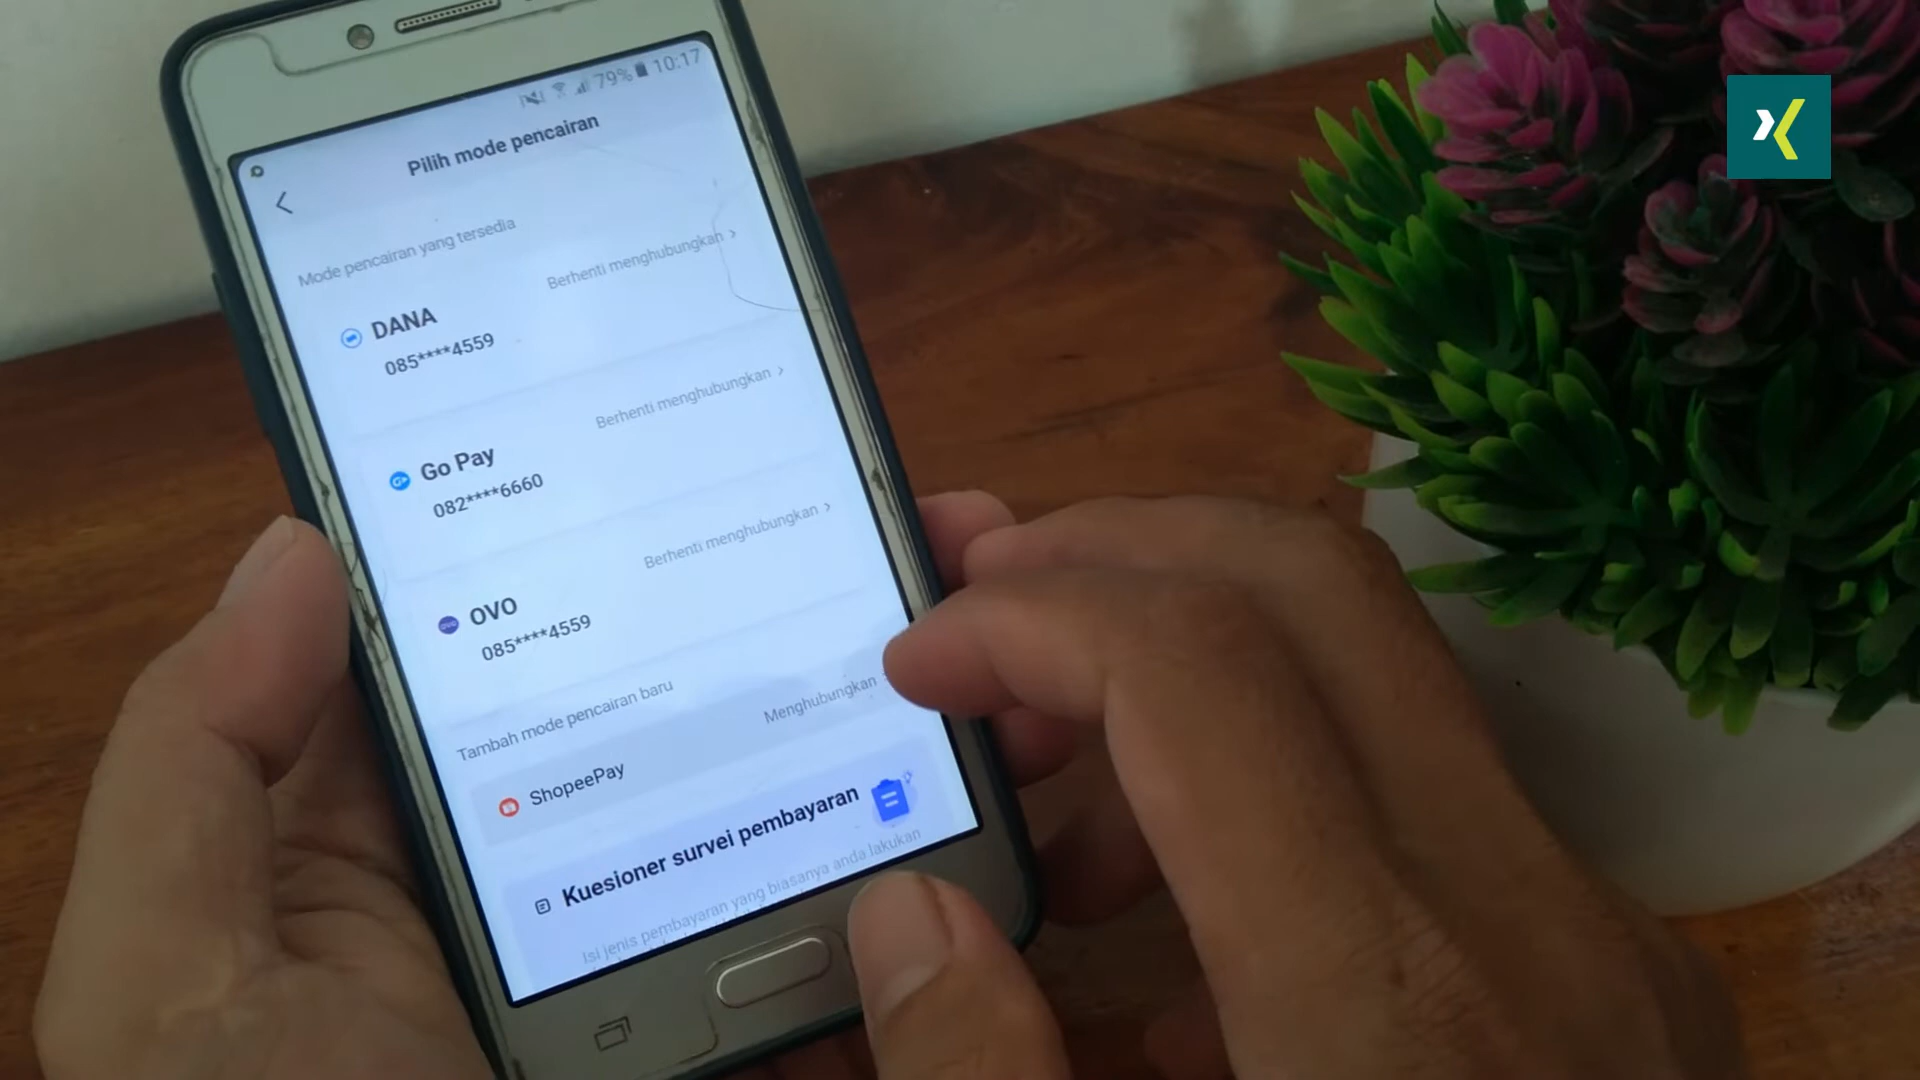 79% 10:17
Pilih mode pencairan
Mode pencairan yang tersedia
Berhenti menghubungkan >
DANA
085****4559
Berhenti menghubungkan >
Go Pay
082****6660
Berhenti menghubungkan >
OVO
085****4559
Tambah mode pencairan baru
Menghubungkan
ShopeePay
Kuesioner survei pembayaran
Isi jenis pembayaran yang biasanya anda lakukan